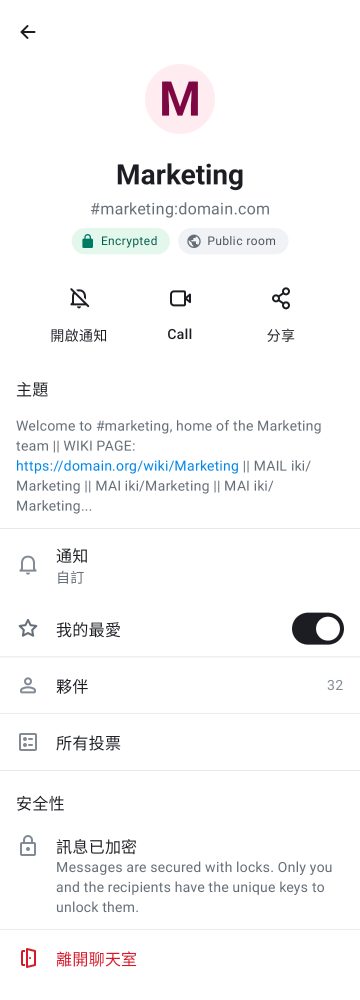 M
Marketing
#marketing:domain.com
Encrypted
Public room
開啟通知
Call
分享
主題
Welcome to #marketing, home of the Marketing
team || WIKI PAGE:
https://domain.org/wiki/Marketing || MAIL iki/
Marketing || MAI iki/Marketing || MAI iki/
Marketing...
通知
自訂
我的最愛
夥伴
32
所有投票
安全性
訊息已加密
Messages are secured with locks. Only you
and the recipients have the unique keys to
unlock them.
離開聊天室